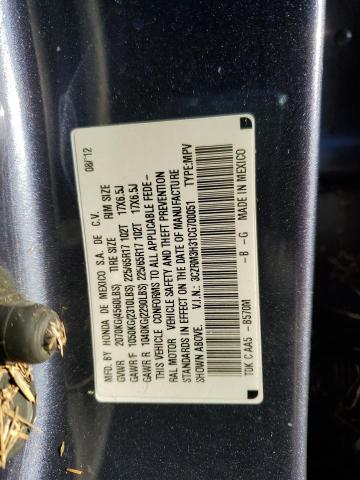 MFD. BY HONDA DE MEXICO S.A. DE C.V. 08/12
GVWR 2070KG(4560LBS) TIRE SIZE RIM SIZE
GAWR F 1050KG(2310LBS) 225/65R17 102T 17X6.5J
GAWR R 1040KG(2290LBS) 225/65R17 102T 17X6.5J
THIS VEHICLE CONFORMS TO ALL APPLICABLE FEDE-
RAL MOTOR VEHICLE SAFETY AND THEFT PREVENTION
STANDARDS IN EFFECT ON THE DATE OF MANUFACTURE
SHOWN ABOVE. V.I.N.: 3CZRM3H31CG700051 TYPE:MPV
TOK C AA5 - B570M -B -G MADE IN MEXICO